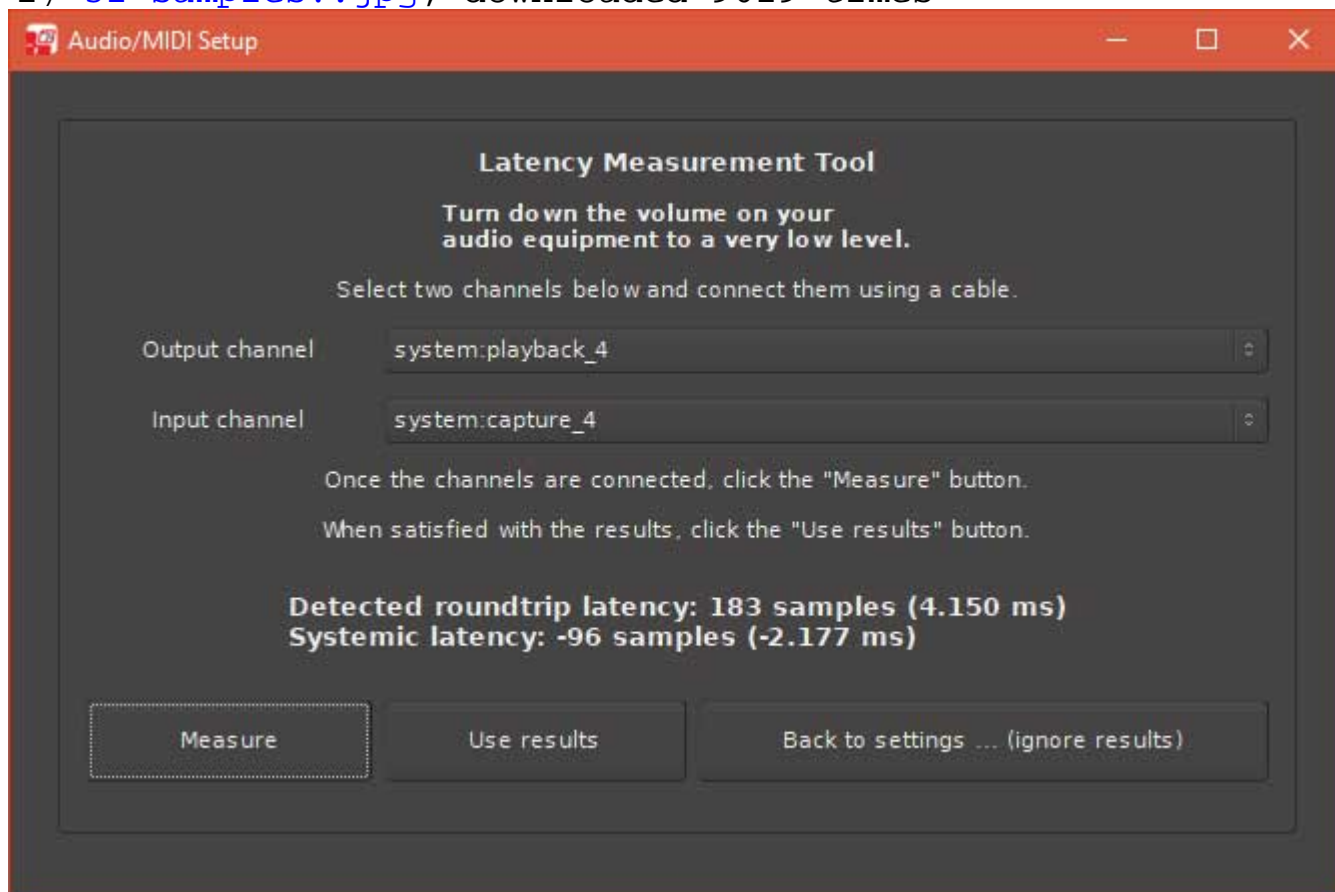 Audio/MIDI Setup
Latency Measurement Tool
Turn down the volume on your
audio equipment to a very low level.
Select two channels below and connect them using a cable.
Output channel system:playback_4
Input channel system:capture_4
Once the channels are connected, click the "Measure" button.
When satisfied with the results, click the "Use results" button.
Detected roundtrip latency: 183 samples (4.150 ms)
Systemic latency: -96 samples (-2.177 ms)
Measure Use results Back to settings ... (ignore results)